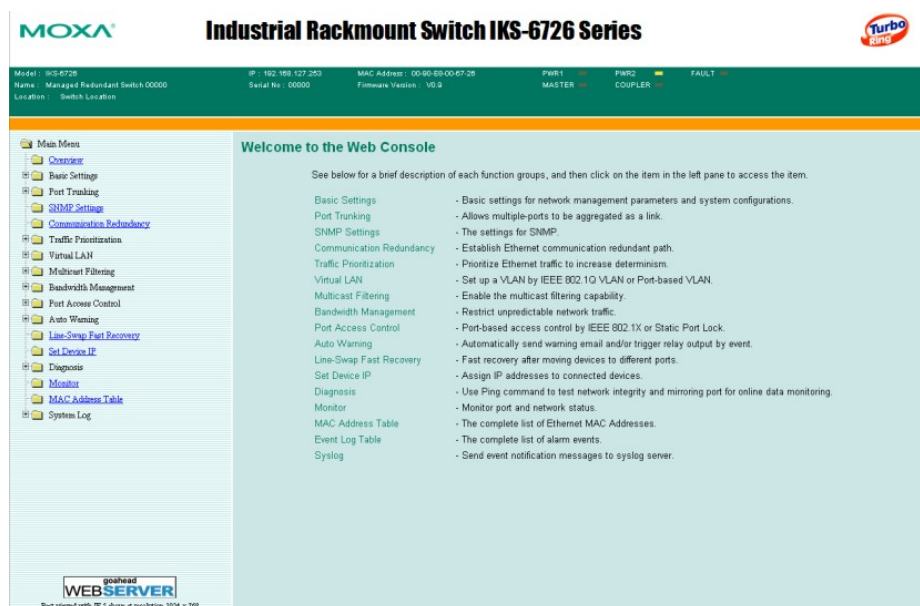 MOXA
Industrial Rackmount Switch IKS-6726 Series
Turbo Ring
Model : IKS-6726
IP : 192.168.127.253
MAC Address : 00-90-E8-00-67-26
PWR1
PWR2
FAULT
Name : Managed Redundant Switch 00000
Serial No : 00000
Firmware Version : V0.9
MASTER
COUPLER
Location : Switch Location
Main Menu
Overview
Basic Settings
Port Trunking
SNMP Settings
Communication Redundancy
Traffic Prioritization
Virtual LAN
Multicast Filtering
Bandwidth Management
Port Access Control
Auto Warning
Line-Swap Fast Recovery
Set Device IP
Diagnosis
Monitor
MAC Address Table
System Log
goahead
WEBSERVER
Welcome to the Web Console
See below for a brief description of each function groups, and then click on the item in the left pane to access the item.
Basic Settings - Basic settings for network management parameters and system configurations.
Port Trunking - Allows multiple-ports to be aggregated as a link.
SNMP Settings - The settings for SNMP.
Communication Redundancy - Establish Ethernet communication redundant path.
Traffic Prioritization - Prioritize Ethernet traffic to increase determinism.
Virtual LAN - Set up a VLAN by IEEE 802.1Q VLAN or Port-based VLAN.
Multicast Filtering - Enable the multicast filtering capability.
Bandwidth Management - Restrict unpredictable network traffic.
Port Access Control - Port-based access control by IEEE 802.1X or Static Port Lock.
Auto Warning - Automatically send warning email and/or trigger relay output by event.
Line-Swap Fast Recovery - Fast recovery after moving devices to different ports.
Set Device IP - Assign IP addresses to connected devices.
Diagnosis - Use Ping command to test network integrity and mirroring port for online data monitoring.
Monitor - Monitor port and network status.
MAC Address Table - The complete list of Ethernet MAC Addresses.
Event Log Table - The complete list of alarm events.
Syslog - Send event notification messages to syslog server.